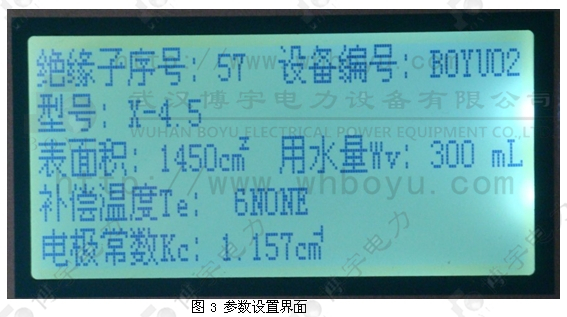 绝缘子序号: 57 设备编号: BOYU02
武汉博宇电力设备有限公司
型号: X-4.5
WUHAN BOYU ELECTRICAL POWER EQUIPMENT CO.,LTD
表面积: 1450cm² 用水量Wv: 300 mL
http://www.whboyu.com
补偿温度Te: 6NONE
电极常数Kc: 1.157cm⁻¹
图 3 参数设置界面